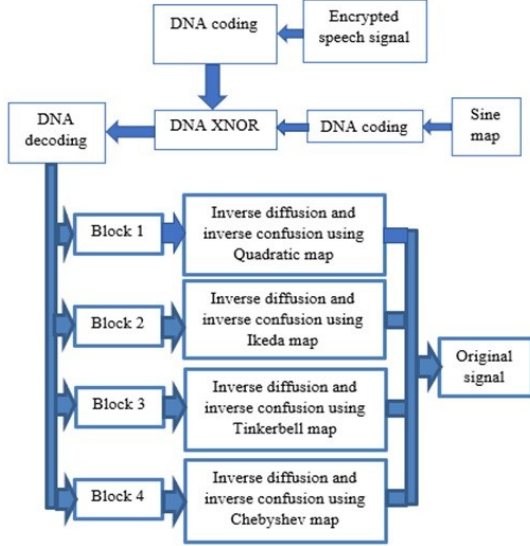 DNA coding
Encrypted
speech signal
DNA
decoding
DNA XNOR
DNA coding
Sine
map
Block 1
Inverse diffusion and
inverse confusion using
Quadratic map
Block 2
Inverse diffusion and
inverse confusion using
Ikeda map
Original
signal
Block 3
Inverse diffusion and
inverse confusion using
Tinkerbell map
Block 4
Inverse diffusion and
inverse confusion using
Chebyshev map